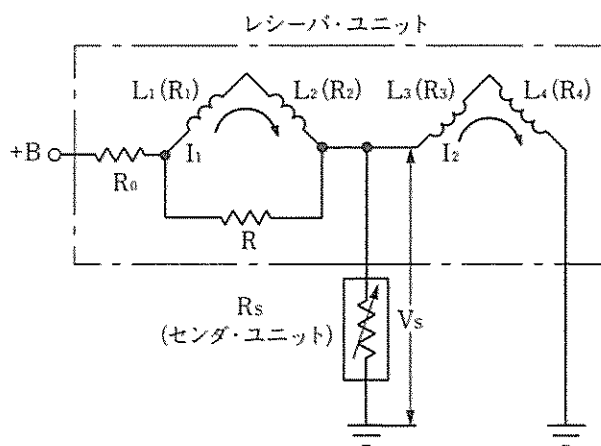 レシーバ・ユニット
L₁(R₁)
L₂(R₂)
L₃(R₃)
L₄(R₄)
+B
R₀
I₁
I₂
R
Rs
(センダ・ユニット)
Vs